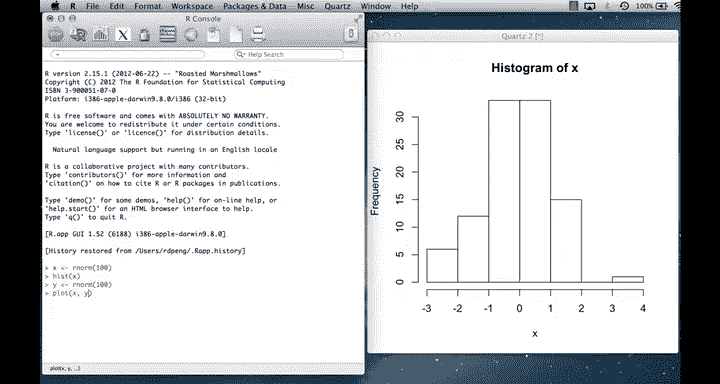 R File Edit Format Workspace Packages & Data Misc Quartz Window Help 100%
R Console
Help Search
R version 2.15.1 (2012-06-22) -- "Roasted Marshmallows"
Copyright (C) 2012 The R Foundation for Statistical Computing
ISBN 3-900051-07-0
Platform: i386-apple-darwin9.8.0/i386 (32-bit)
R is free software and comes with ABSOLUTELY NO WARRANTY.
You are welcome to redistribute it under certain conditions.
Type 'license()' or 'licence()' for distribution details.
Natural language support but running in an English locale
R is a collaborative project with many contributors.
Type 'contributors()' for more information and
'citation()' on how to cite R or R packages in publications.
Type 'demo()' for some demos, 'help()' for on-line help, or
'help.start()' for an HTML browser interface to help.
Type 'q()' to quit R.
[R.app GUI 1.52 (6188) i386-apple-darwin9.8.0]
[History restored from /Users/rdpeng/.Rapp.history]
> x <- rnorm(100)
> hist(x)
> y <- rnorm(100)
> plot(x, y)
plot(x, y, ...)
Quartz 2 [*]
Histogram of x
Frequency
30
25
20
15
10
5
0
-3 -2 -1 0 1 2 3 4
x